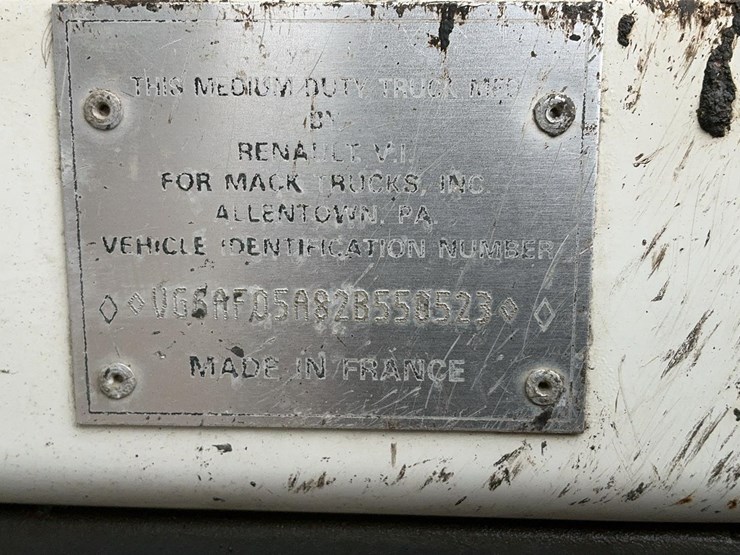 THIS MEDIUM DUTY TRUCK MFD
BY
RENAULT V.I.
FOR MACK TRUCKS, INC.
ALLENTOWN, PA.
VEHICLE IDENTIFICATION NUMBER
VG6AF05A82B550523
MADE IN FRANCE